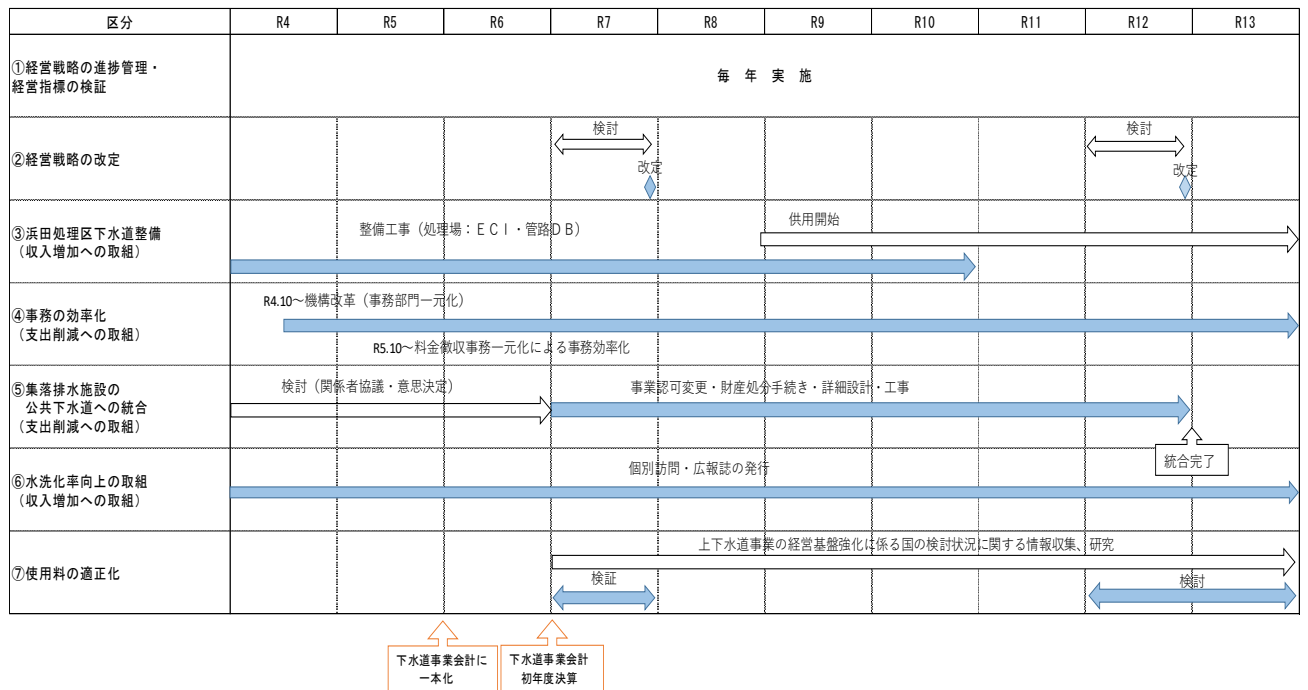 区分 R4 R5 R6 R7 R8 R9 R10 R11 R12 R13
①経営戦略の進捗管理・
経営指標の検証
毎 年 実 施
②経営戦略の改定
検討
改定
検討
改定
③浜田処理区下水道整備
(収入増加への取組)
整備工事(処理場:ECI・管路DB)
供用開始
④事務の効率化
(支出削減への取組)
R4.10~機構改革(事務部門一元化)
R5.10~料金徴収事務一元化による事務効率化
⑤集落排水施設の
公共下水道への統合
(支出削減への取組)
検討(関係者協議・意思決定)
事業認可変更・財産処分手続き・詳細設計・工事
統合完了
⑥水洗化率向上の取組
(収入増加への取組)
個別訪問・広報誌の発行
⑦使用料の適正化
上下水道事業の経営基盤強化に係る国の検討状況に関する情報収集、研究
検証
検討
下水道事業会計に
一本化
下水道事業会計
初年度決算